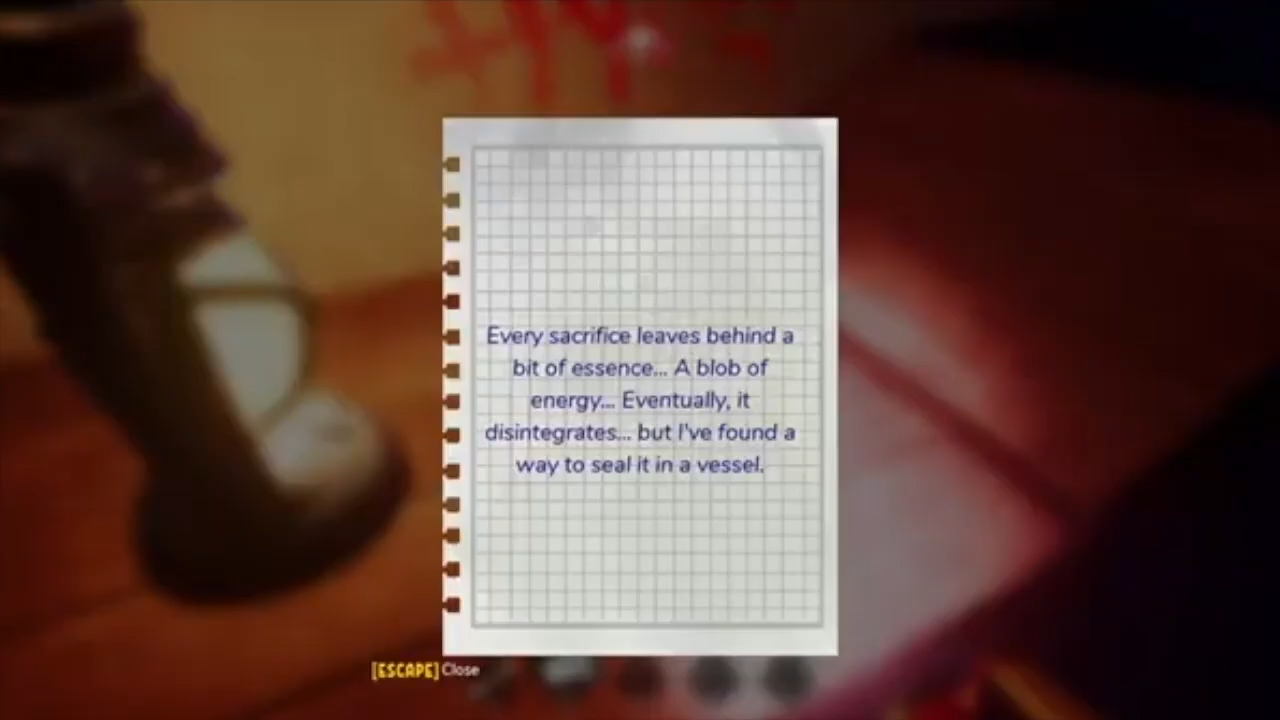 Every sacrifice leaves behind a
bit of essence... A blob of
energy... Eventually, it
disintegrates... but I've found a
way to seal it in a vessel.
[ESCAPE] Close